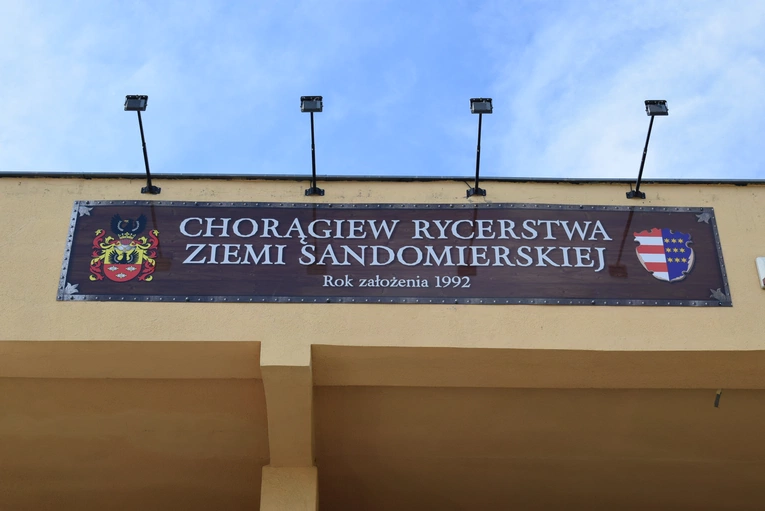 CHORĄGIEW RYCERSTWA
ZIEMI SANDOMIERSKIEJ
Rok założenia 1992